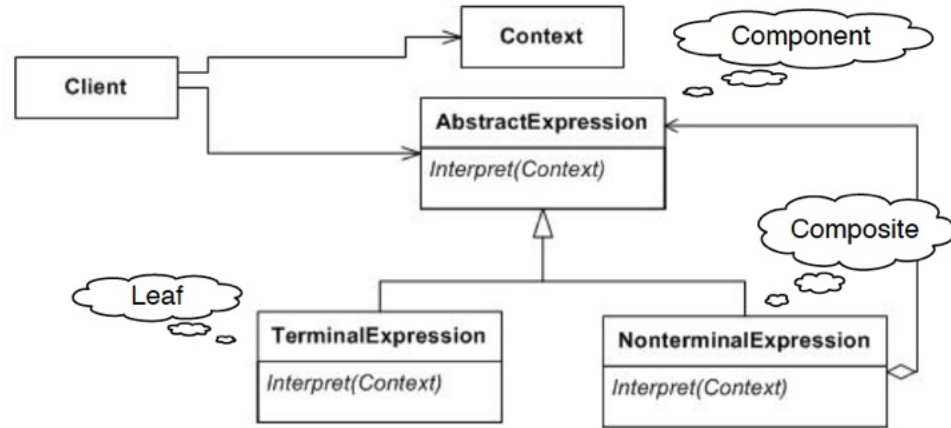 Context
Component
Client
AbstractExpression
Interpret(Context)
Composite
Leaf
TerminalExpression
Interpret(Context)
NonterminalExpression
Interpret(Context)